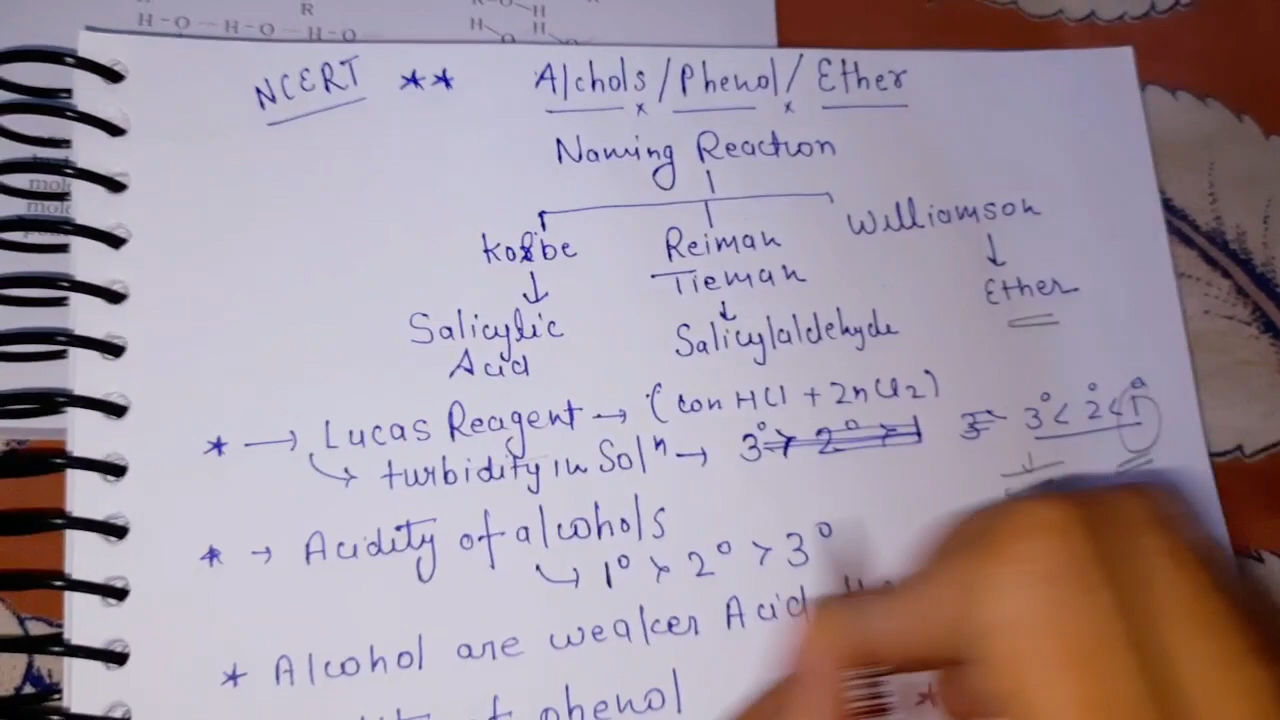 H-O---H-O---H-O
R
R-O-H
H
H
NCERT ** Alchols/Phenol/Ether
Naming Reaction
Kolbe
Reiman
Tieman
Williamson
Salicylic
Acid
Salicylaldehyde
Ether
* → Lucas Reagent → (con HCl + ZnCl2)
turbidity in Solⁿ → 3° > 2° > 1 3° < 2° < 1°
* → Acidity of alcohols
1° > 2° > 3°
* Alcohol are weaker Acid
of phenol